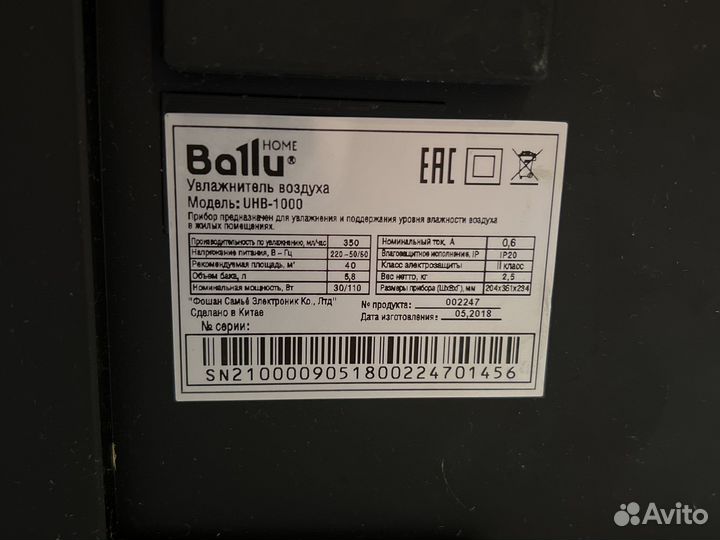 Ballu® HOME
EAC
Увлажнитель воздуха
Модель: UHB-1000
Прибор предназначен для увлажнения и поддержания уровня влажности воздуха
в жилых помещениях.
Производительность по увлажнению, мл/час 350
Напряжение питания, В – Гц 220-50/60
Рекомендуемая площадь, м² 40
Объем бака, л 5,8
Номинальная мощность, Вт 30/110
Номинальный ток, А 0,6
Влагозащитное исполнение, IP IP20
Класс электрозащиты II класс
Вес нетто, кг 2,5
Размеры прибора (ШхВхГ), мм 204x361x234
"Фошан Самьё Электроник Ко., Лтд"
Сделано в Китае
№ продукта: 002247
Дата изготовления: 05,2018
№ серии:
SN2100009051800224701456
Avito